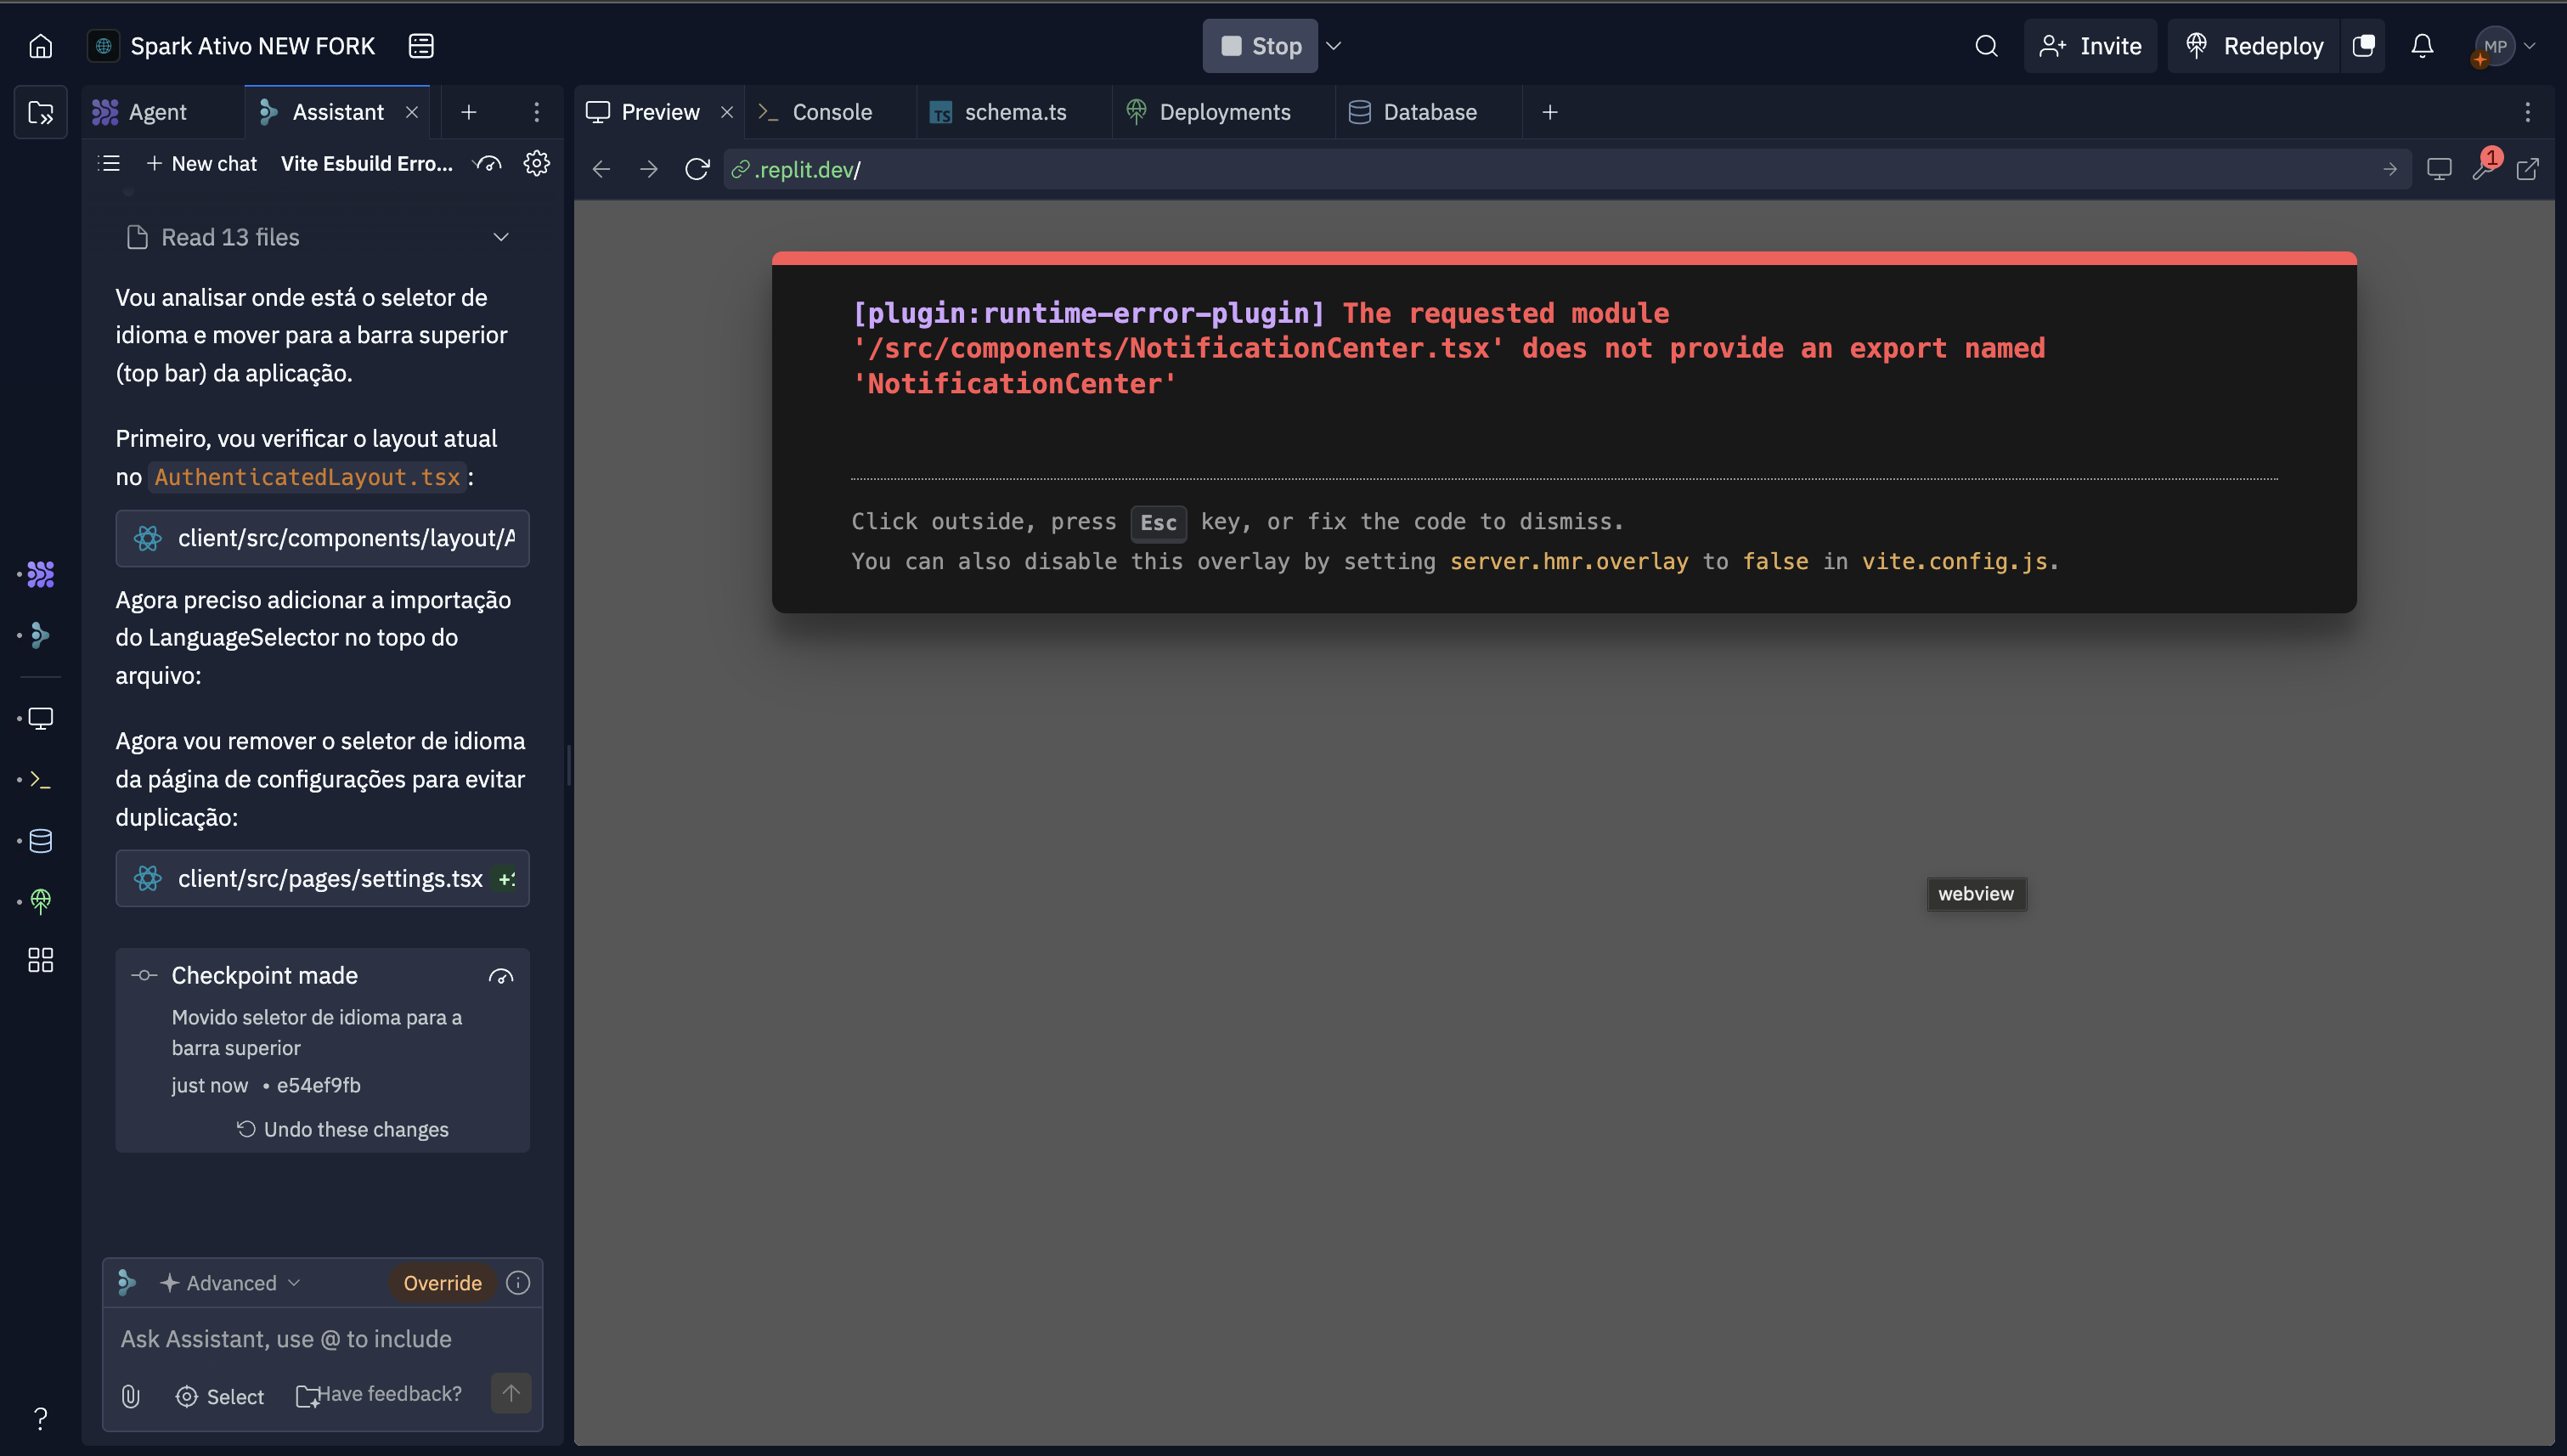 Spark Ativo NEW FORK
Stop
Invite
Redeploy
MP
Agent
Assistant
Preview
Console
TS
schema.ts
Deployments
Database
New chat
Vite Esbuild Erro...
.replit.dev/
1
Read 13 files
Vou analisar onde está o seletor de
idioma e mover para a barra superior
(top bar) da aplicação.
Primeiro, vou verificar o layout atual
no AuthenticatedLayout.tsx:
client/src/components/layout/A
Agora preciso adicionar a importação
do LanguageSelector no topo do
arquivo:
Agora vou remover o seletor de idioma
da página de configurações para evitar
duplicação:
client/src/pages/settings.tsx
Checkpoint made
Movido seletor de idioma para a
barra superior
just now • e54ef9fb
Undo these changes
Advanced
Override
Ask Assistant, use @ to include
Select
Have feedback?
?
[plugin:runtime-error-plugin] The requested module
'/src/components/NotificationCenter.tsx' does not provide an export named
'NotificationCenter'
Click outside, press Esc key, or fix the code to dismiss.
You can also disable this overlay by setting server.hmr.overlay to false in vite.config.js.
webview